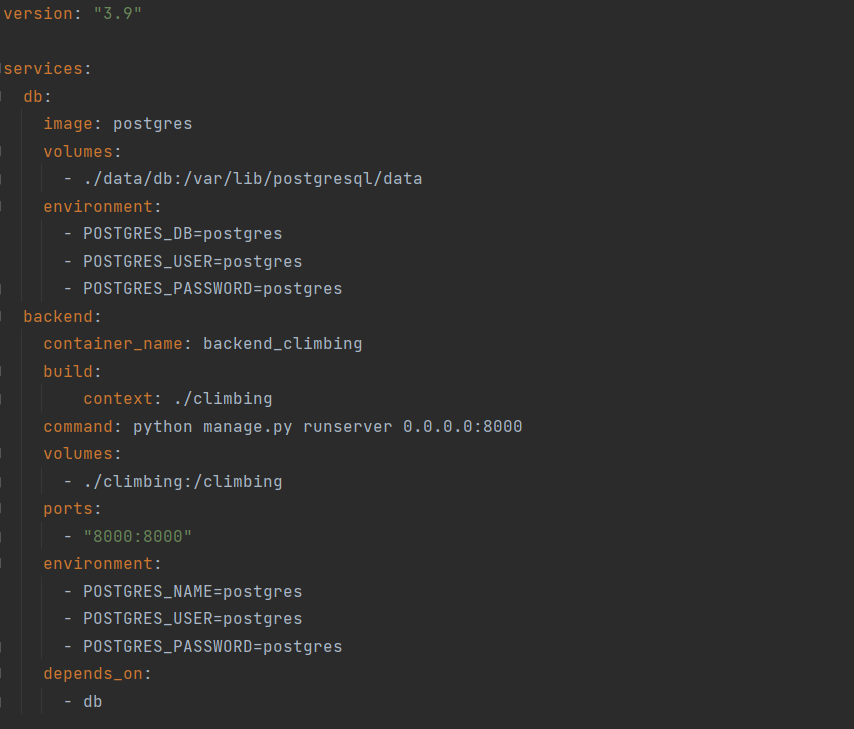 version: "3.9"

services:
  db:
    image: postgres
    volumes:
      - ./data/db:/var/lib/postgresql/data
    environment:
      - POSTGRES_DB=postgres
      - POSTGRES_USER=postgres
      - POSTGRES_PASSWORD=postgres
  backend:
    container_name: backend_climbing
    build:
        context: ./climbing
    command: python manage.py runserver 0.0.0.0:8000
    volumes:
      - ./climbing:/climbing
    ports:
      - "8000:8000"
    environment:
      - POSTGRES_NAME=postgres
      - POSTGRES_USER=postgres
      - POSTGRES_PASSWORD=postgres
    depends_on:
      - db